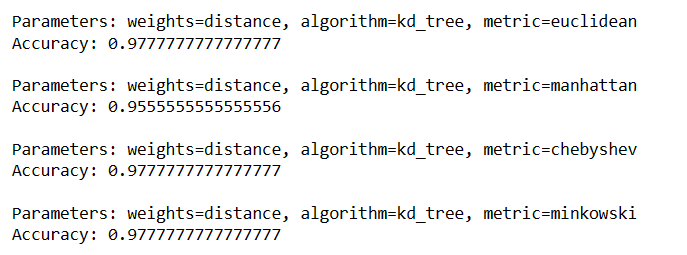 Parameters: weights=distance, algorithm=kd_tree, metric=euclidean
Accuracy: 0.9777777777777777
Parameters: weights=distance, algorithm=kd_tree, metric=manhattan
Accuracy: 0.9555555555555556
Parameters: weights=distance, algorithm=kd_tree, metric=chebyshev
Accuracy: 0.9777777777777777
Parameters: weights=distance, algorithm=kd_tree, metric=minkowski
Accuracy: 0.9777777777777777